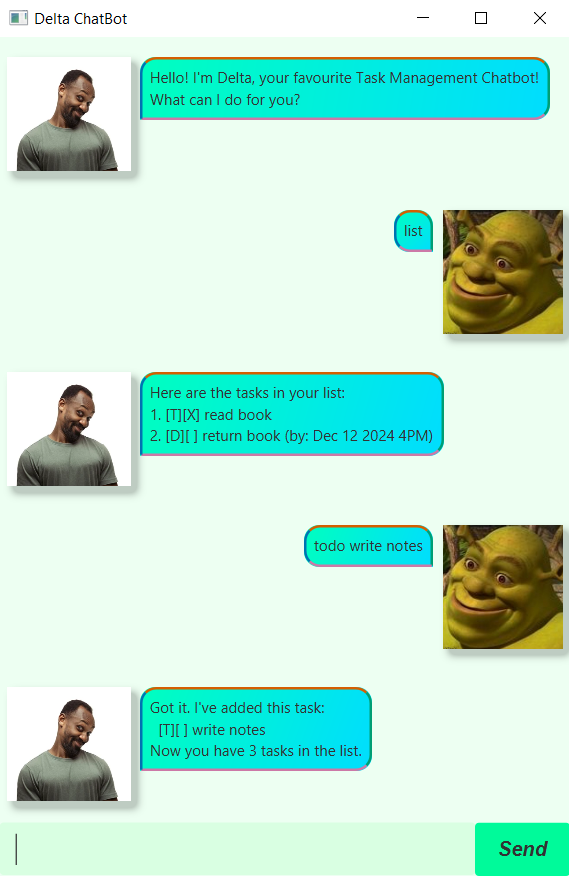 Delta ChatBot
Hello! I'm Delta, your favourite Task Management Chatbot!
What can I do for you?
list
Here are the tasks in your list:
1. [T][X] read book
2. [D][ ] return book (by: Dec 12 2024 4PM)
todo write notes
Got it. I've added this task:
  [T][ ] write notes
Now you have 3 tasks in the list.
Send